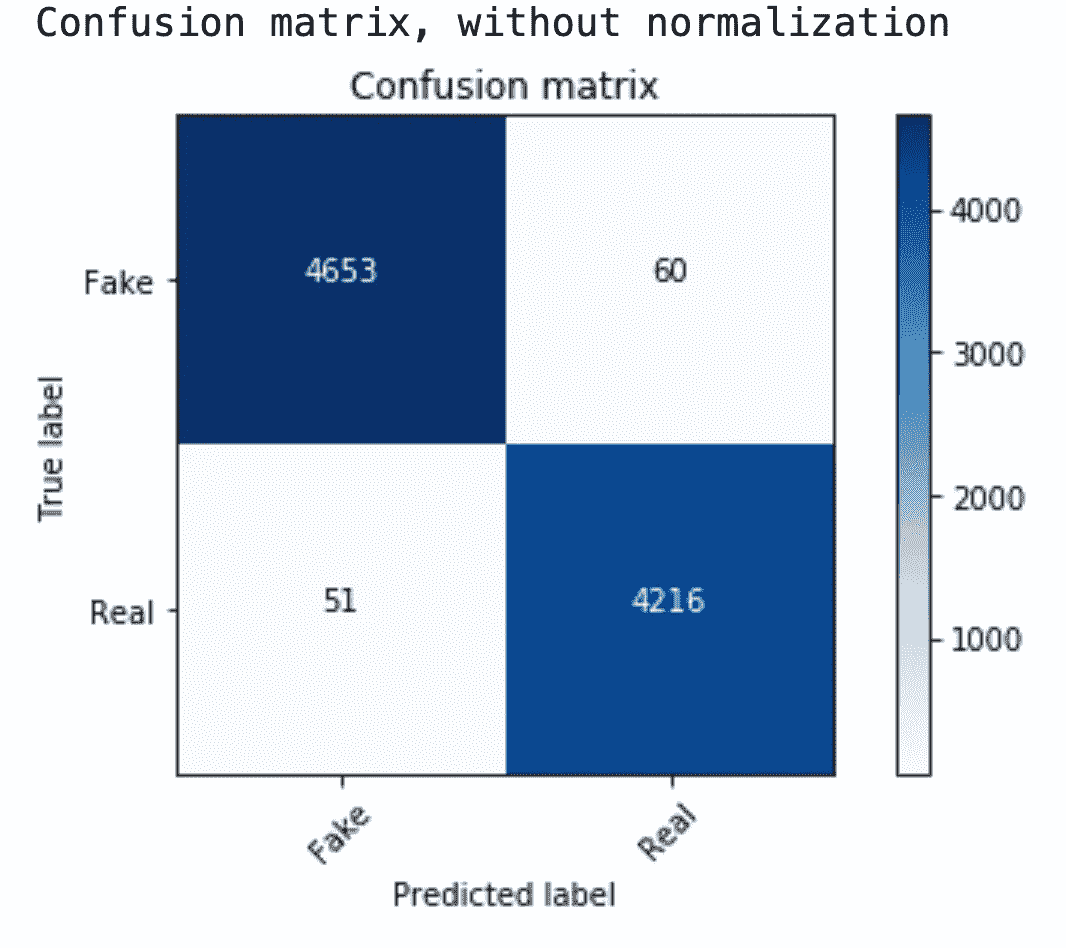 Confusion matrix, without normalization
Confusion matrix
4653
60
4000
Fake
3000
True label
2000
51
4216
Real
1000
Fake
Real
Predicted label